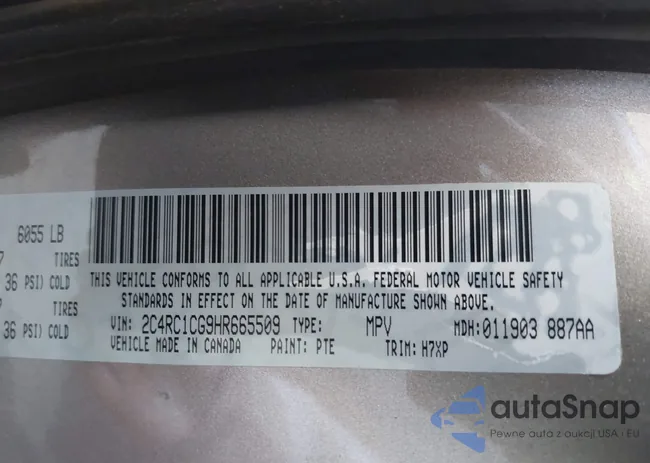 6055 LB
7 TIRES
36 PSI) COLD
TIRES
36 PSI) COLD
THIS VEHICLE CONFORMS TO ALL APPLICABLE U.S.A. FEDERAL MOTOR VEHICLE SAFETY
STANDARDS IN EFFECT ON THE DATE OF MANUFACTURE SHOWN ABOVE.
VIN: 2C4RC1CG9HR665509 TYPE: MPV MDH: 011903 887AA
VEHICLE MADE IN CANADA PAINT: PTE TRIM: H7XP
autaSnap
Pewne auta z aukcji USA i EU